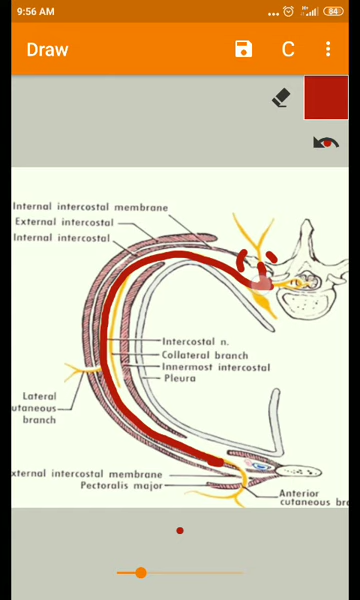 9:56 AM
84
Draw
C
Internal intercostal membrane
External intercostal
Internal intercostal
Intercostal n.
Collateral branch
Innermost intercostal
Pleura
Lateral
utaneous
branch
xternal intercostal membrane
Pectoralis major
Anterior
cutaneous br